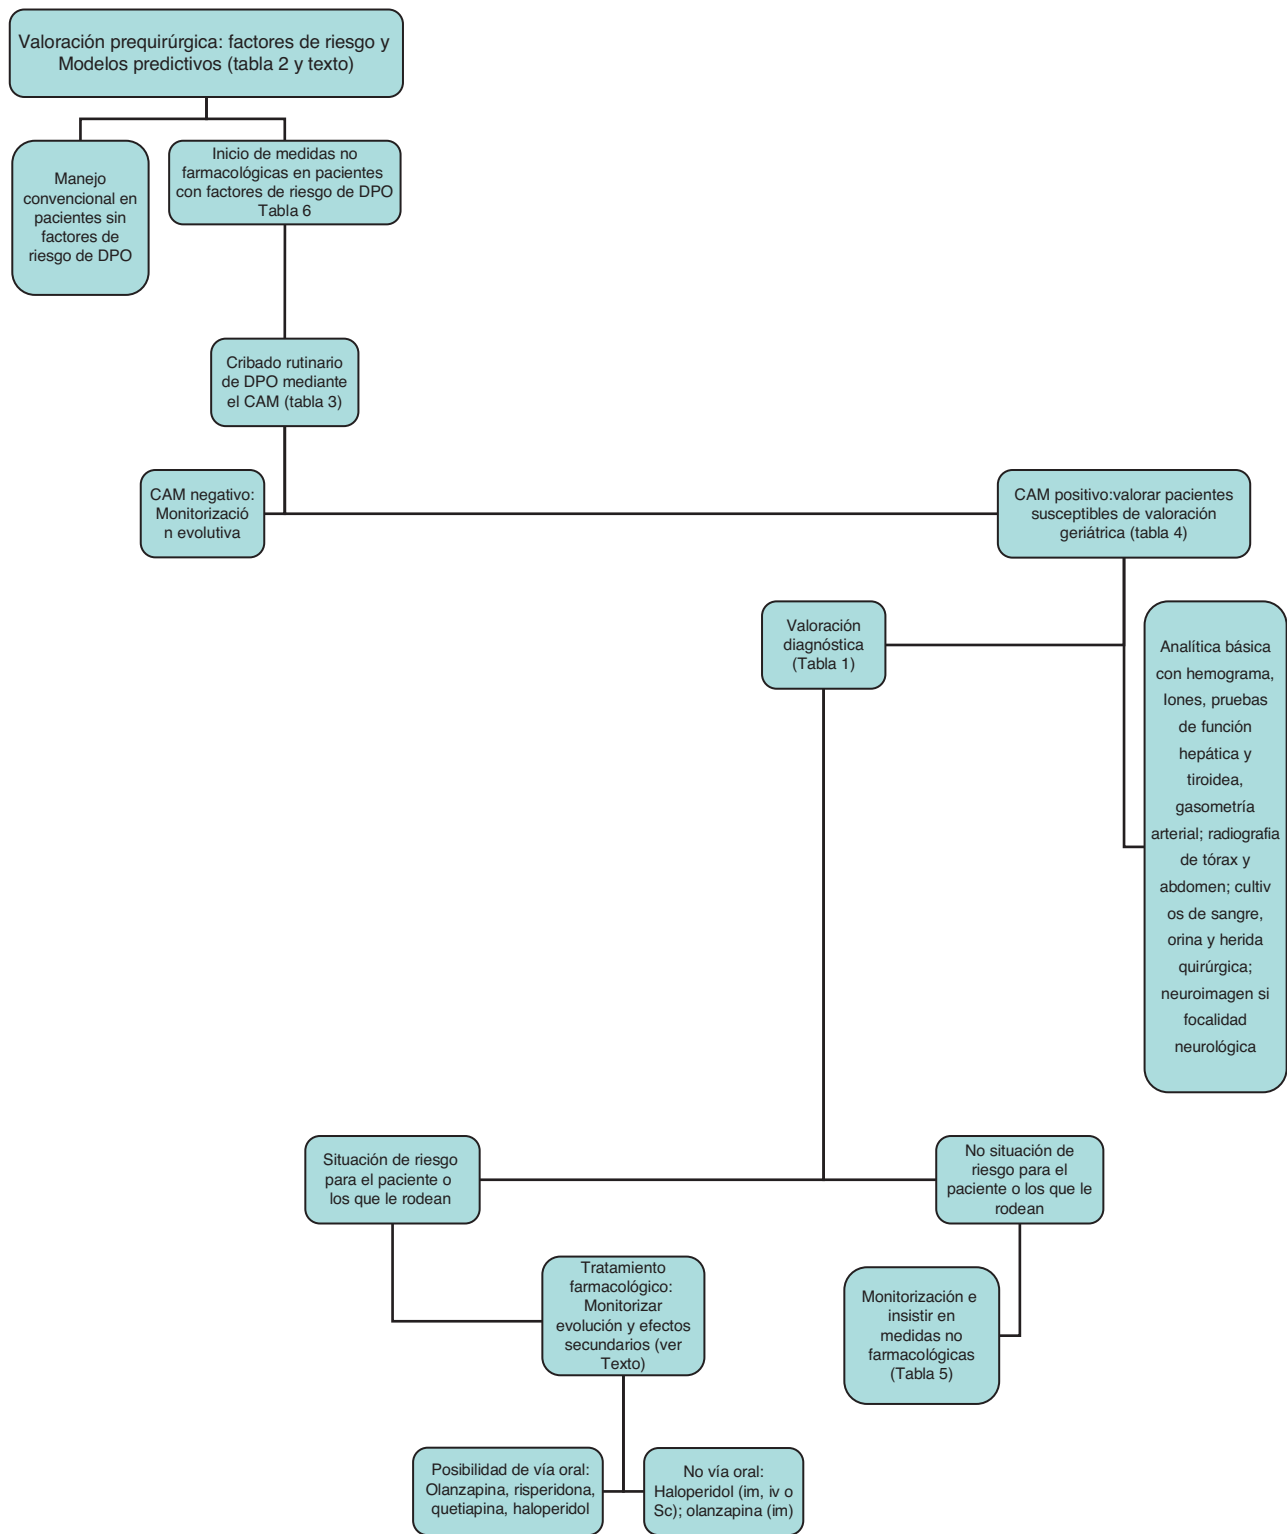 Valoración prequirúrgica: factores de riesgo y
Modelos predictivos (tabla 2 y texto)
Manejo
convencional en
pacientes sin
factores de
riesgo de DPO
Inicio de medidas no
farmacológicas en pacientes
con factores de riesgo de DPO
Tabla 6
Cribado rutinario
de DPO mediante
el CAM (tabla 3)
CAM negativo:
Monitorizació
n evolutiva
CAM positivo:valorar pacientes
susceptibles de valoración
geriátrica (tabla 4)
Valoración
diagnóstica
(Tabla 1)
Analítica básica
con hemograma,
Iones, pruebas
de función
hepática y
tiroidea,
gasometría
arterial; radiografia
de tórax y
abdomen; cultiv
os de sangre,
orina y herida
quirúrgica;
neuroimagen si
focalidad
neurológica
Situación de riesgo
para el paciente o
los que le rodean
No situación de
riesgo para el
paciente o los que le
rodean
Tratamiento
farmacológico:
Monitorizar
evolución y efectos
secundarios (ver
Texto)
Monitorización e
insistir en
medidas no
farmacológicas
(Tabla 5)
Posibilidad de vía oral:
Olanzapina, risperidona,
quetiapina, haloperidol
No vía oral:
Haloperidol (im, iv o
Sc); olanzapina (im)